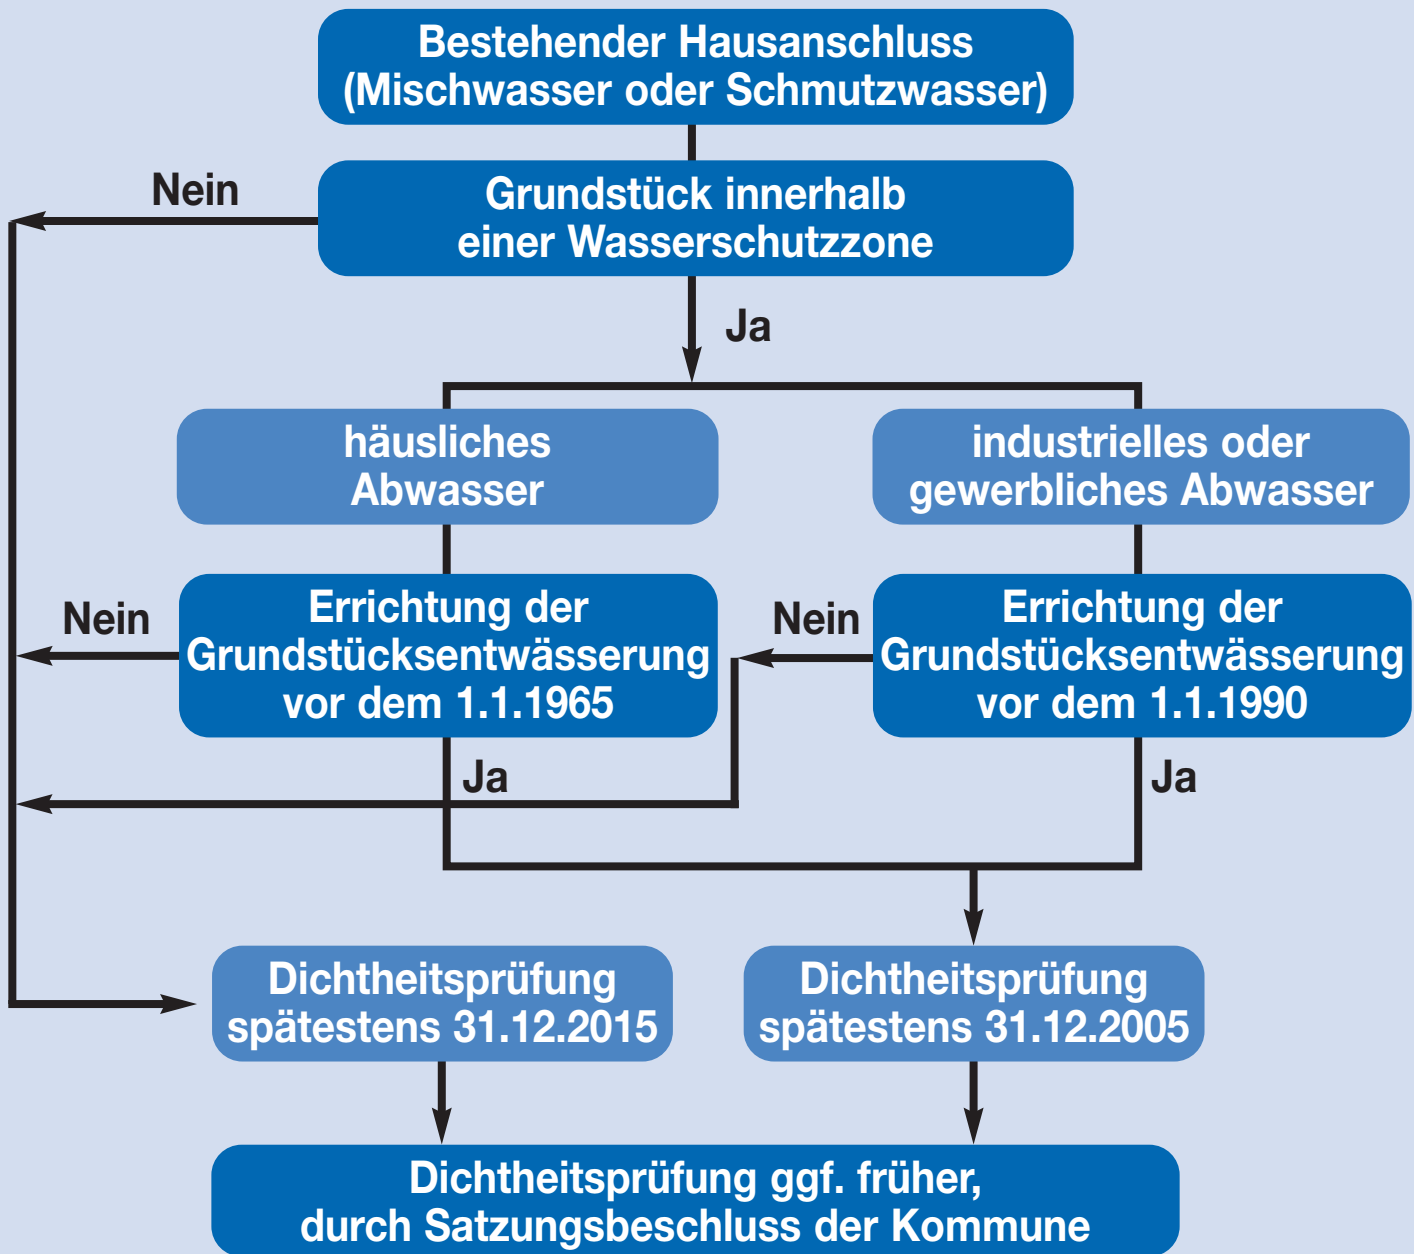 Bestehender Hausanschluss
(Mischwasser oder Schmutzwasser)
Nein
Grundstück innerhalb
einer Wasserschutzzone
Ja
häusliches
Abwasser
industrielles oder
gewerbliches Abwasser
Nein
Errichtung der
Grundstücksentwässerung
vor dem 1.1.1965
Nein
Errichtung der
Grundstücksentwässerung
vor dem 1.1.1990
Ja
Ja
Dichtheitsprüfung
spätestens 31.12.2015
Dichtheitsprüfung
spätestens 31.12.2005
Dichtheitsprüfung ggf. früher,
durch Satzungsbeschluss der Kommune